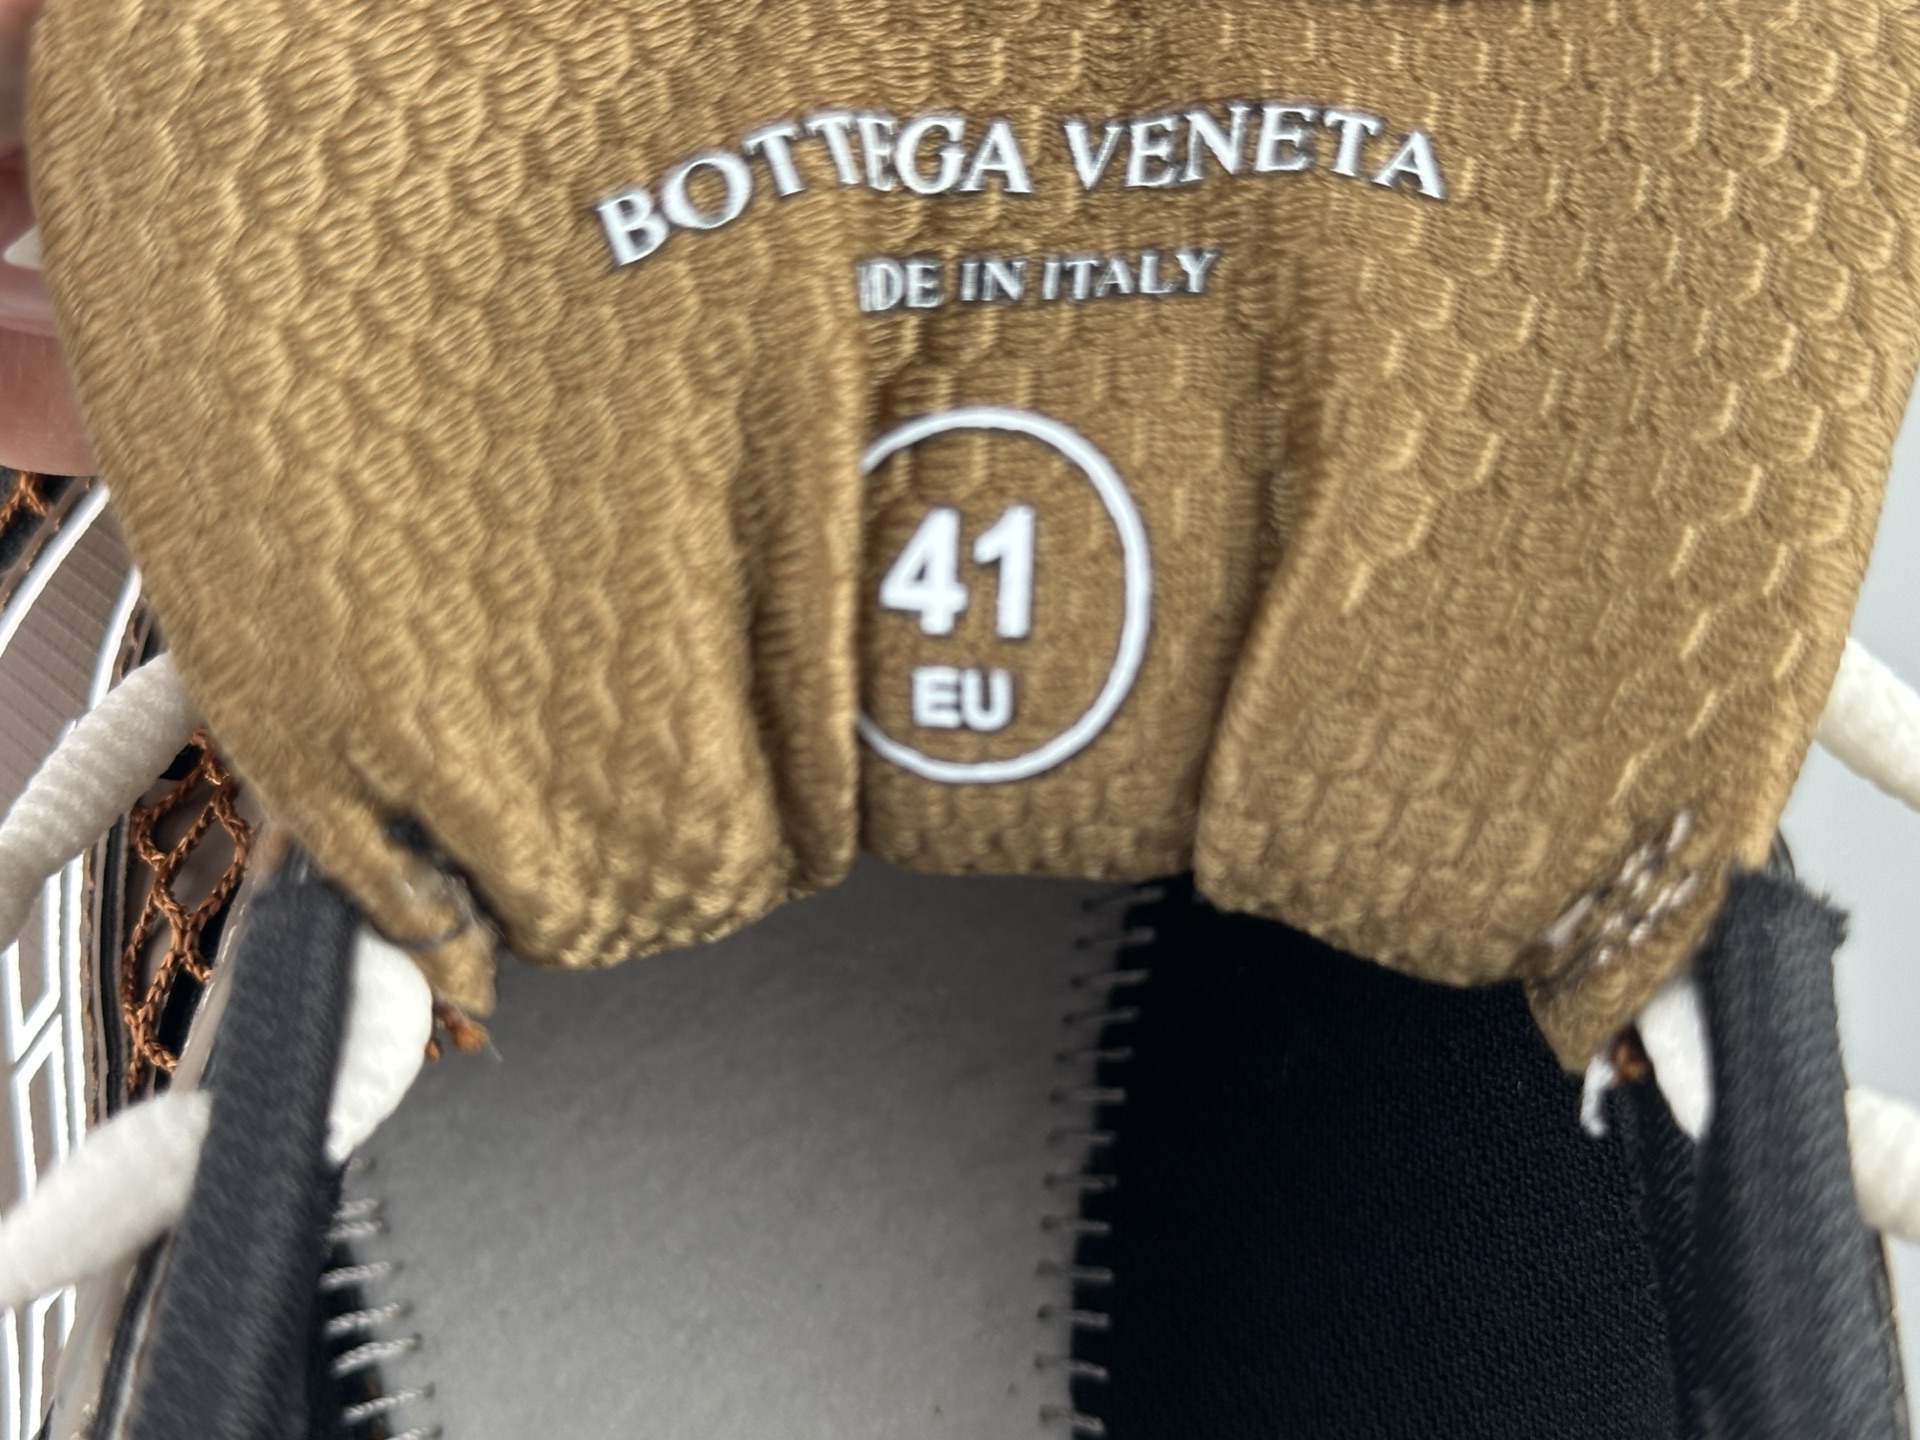 BOTTEGA VENETA
DE IN ITALY
41
EU